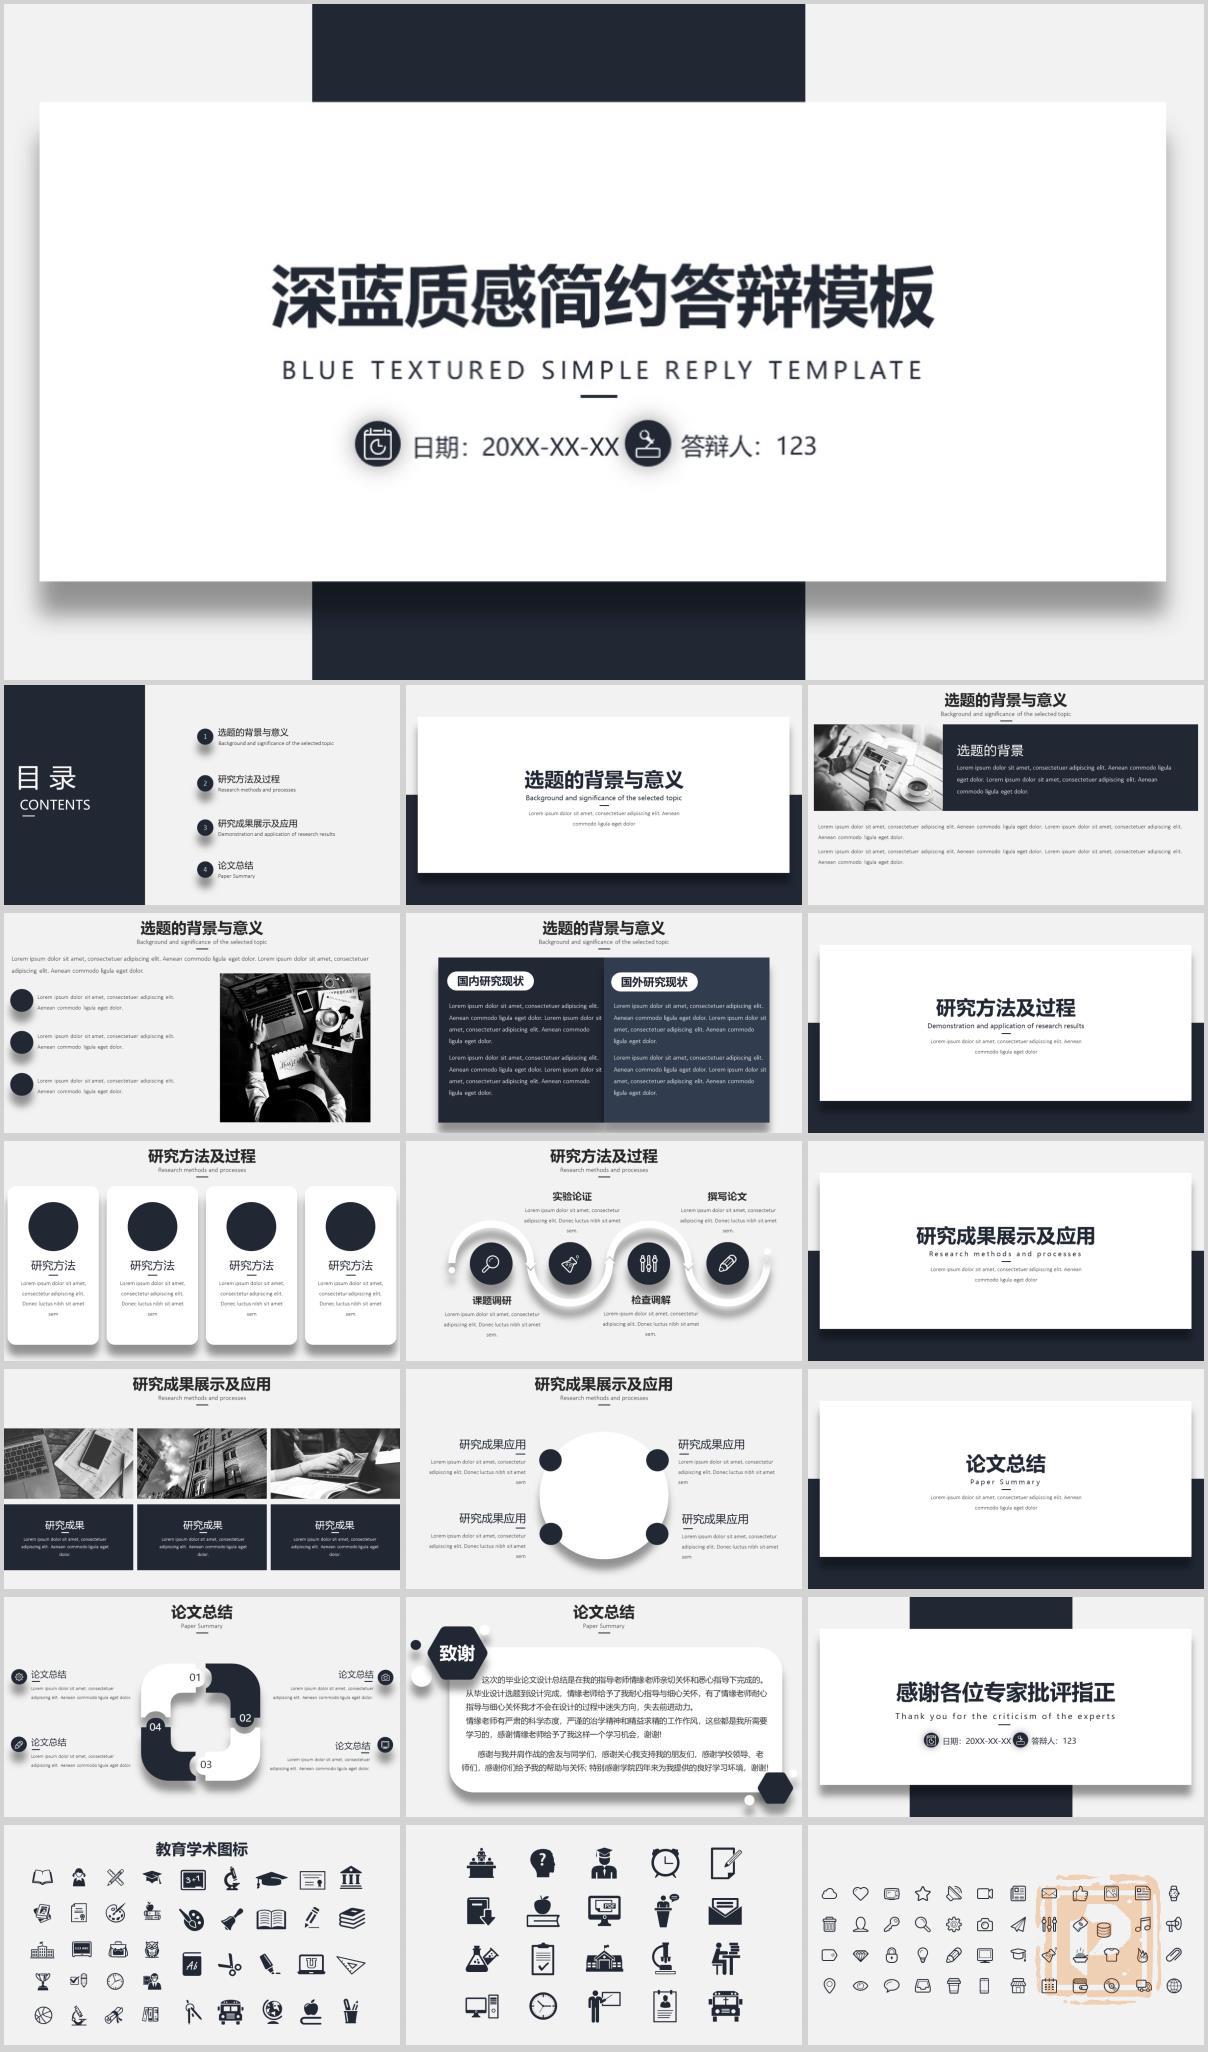 深蓝质感简约答辩模板
BLUE TEXTURED SIMPLE REPLY TEMPLATE
日期：20XX-XX-XX 答辩人：123
目录
CONTENTS
1 选题的背景与意义
Background and significance of the selected topic
2 研究方法及过程
Research methods and processes
3 研究成果展示及应用
Demonstration and application of research results
4 论文总结
Paper Summary
选题的背景与意义
Background and significance of the selected topic
Lorem ipsum dolor sit amet, consectetuer adipiscing elit. Aenean
commodo ligula eget dolor
选题的背景与意义
Background and significance of the selected topic
选题的背景
Lorem ipsum dolor sit amet, consectetuer adipiscing elit. Aenean commodo ligula
eget dolor. Lorem ipsum dolor sit amet, consectetuer adipiscing elit. Aenean
commodo ligula eget dolor.
Lorem ipsum dolor sit amet, consectetuer adipiscing elit. Aenean commodo ligula eget dolor. Lorem ipsum dolor sit amet, consectetuer adipiscing elit.
Aenean commodo ligula eget dolor.
Lorem ipsum dolor sit amet, consectetuer adipiscing elit. Aenean commodo ligula eget dolor. Lorem ipsum dolor sit amet, consectetuer adipiscing elit.
Aenean commodo ligula eget dolor.
选题的背景与意义
Background and significance of the selected topic
Lorem ipsum dolor sit amet, consectetuer adipiscing elit. Aenean commodo ligula eget dolor. Lorem ipsum dolor sit amet, consectetuer
adipiscing elit. Aenean commodo ligula eget dolor.
Lorem ipsum dolor sit amet, consectetuer adipiscing elit.
Aenean commodo ligula eget dolor.
Lorem ipsum dolor sit amet, consectetuer adipiscing elit.
Aenean commodo ligula eget dolor.
Lorem ipsum dolor sit amet, consectetuer adipiscing elit.
Aenean commodo ligula eget dolor.
选题的背景与意义
Background and significance of the selected topic
国内研究现状
Lorem ipsum dolor sit amet, consectetuer adipiscing elit.
Aenean commodo ligula eget dolor. Lorem ipsum dolor sit
amet, consectetuer adipiscing elit. Aenean commodo
ligula eget dolor.
Lorem ipsum dolor sit amet, consectetuer adipiscing elit.
Aenean commodo ligula eget dolor. Lorem ipsum dolor sit
amet, consectetuer adipiscing elit. Aenean commodo
ligula eget dolor.
国外研究现状
Lorem ipsum dolor sit amet, consectetuer adipiscing elit.
Aenean commodo ligula eget dolor. Lorem ipsum dolor sit
amet, consectetuer adipiscing elit. Aenean commodo
ligula eget dolor.
Lorem ipsum dolor sit amet, consectetuer adipiscing elit.
Aenean commodo ligula eget dolor. Lorem ipsum dolor sit
amet, consectetuer adipiscing elit. Aenean commodo
ligula eget dolor.
研究方法及过程
Demonstration and application of research results
Lorem ipsum dolor sit amet, consectetuer adipiscing elit. Aenean
commodo ligula eget dolor
研究方法及过程
Research methods and processes
研究方法 研究方法 研究方法 研究方法
Lorem ipsum dolor sit amet, Lorem ipsum dolor sit amet, Lorem ipsum dolor sit amet, Lorem ipsum dolor sit amet,
consectetur adipiscing elit. consectetur adipiscing elit. consectetur adipiscing elit. consectetur adipiscing elit.
Donec luctus nibh sit amet Donec luctus nibh sit amet Donec luctus nibh sit amet Donec luctus nibh sit amet
sem sem sem sem
研究方法及过程
Research methods and processes
实验论证
Lorem ipsum dolor sit amet, consectetur
adipiscing elit. Donec luctus nibh sit amet
sem.
撰写论文
Lorem ipsum dolor sit amet, consectetur
adipiscing elit. Donec luctus nibh sit amet
sem.
课题调研
Lorem ipsum dolor sit amet, consectetur
adipiscing elit. Donec luctus nibh sit amet
sem.
检查调解
Lorem ipsum dolor sit amet, consectetur
adipiscing elit. Donec luctus nibh sit amet
sem.
研究成果展示及应用
Research methods and processes
Lorem ipsum dolor sit amet, consectetuer adipiscing elit. Aenean
commodo ligula eget dolor
研究成果展示及应用
Research methods and processes
研究成果 研究成果 研究成果
Lorem ipsum dolor sit amet, consectetuer Lorem ipsum dolor sit amet, consectetuer Lorem ipsum dolor sit amet, consectetuer
adipiscing elit. Aenean commodo ligula eget adipiscing elit. Aenean commodo ligula eget adipiscing elit. Aenean commodo ligula eget
dolor. dolor. dolor.
研究成果展示及应用
Research methods and processes
研究成果应用
Lorem ipsum dolor sit amet, consectetur
adipiscing elit. Donec luctus nibh sit amet
sem
研究成果应用
Lorem ipsum dolor sit amet, consectetur
adipiscing elit. Donec luctus nibh sit amet
sem
研究成果应用
Lorem ipsum dolor sit amet, consectetur
adipiscing elit. Donec luctus nibh sit amet
sem
研究成果应用
Lorem ipsum dolor sit amet, consectetur
adipiscing elit. Donec luctus nibh sit amet
sem
论文总结
Paper Summary
Lorem ipsum dolor sit amet, consectetuer adipiscing elit. Aenean
commodo ligula eget dolor
论文总结
Paper Summary
论文总结
Lorem ipsum dolor sit amet, consectetuer
adipiscing elit. Aenean commodo ligula eget dolor.
论文总结
Lorem ipsum dolor sit amet, consectetuer
adipiscing elit. Aenean commodo ligula eget dolor.
01
02
04
03
论文总结
Lorem ipsum dolor sit amet, consectetuer
adipiscing elit. Aenean commodo ligula eget dolor.
论文总结
Lorem ipsum dolor sit amet, consectetuer
adipiscing elit. Aenean commodo ligula eget dolor.
论文总结
Paper Summary
致谢
这次的毕业论文设计总结是在我的指导老师情缘老师亲切关怀和悉心指导下完成的。
从毕业设计选题到设计完成，情缘老师给予了我耐心指导与细心关怀，有了情缘老师耐心
指导与细心关怀我才不会在设计的过程中迷失方向，失去前进动力。
情缘老师有严肃的科学态度，严谨的治学精神和精益求精的工作作风，这些都是我所需要
学习的，感谢情缘老师给予了我这样一个学习机会，谢谢！
感谢与我并肩作战的舍友与同学们，感谢关心我支持我的朋友们，感谢学校领导、老
师们，感谢你们给予我的帮助与关怀; 特别感谢学院四年来为我提供的良好学习环境，谢谢!
感谢各位专家批评指正
Thank you for the criticism of the experts
日期：20XX-XX-XX 答辩人：123
教育学术图标